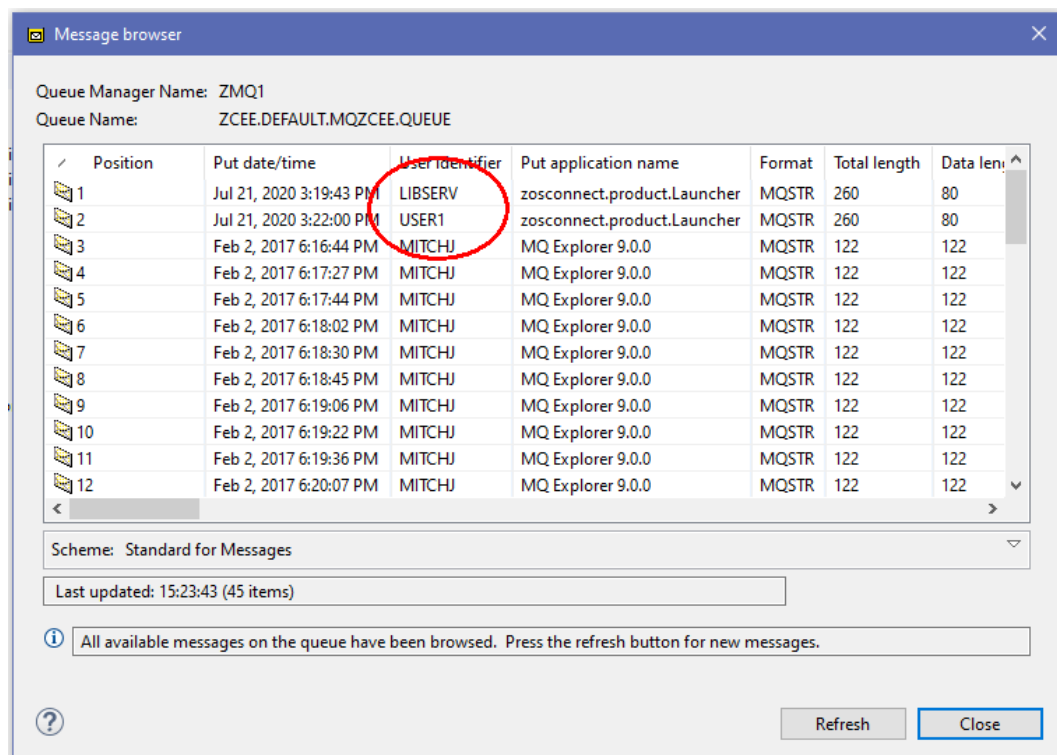 Message browser
Queue Manager Name: ZMQ1
Queue Name: ZCEE.DEFAULT.MQZCEE.QUEUE
Position Put date/time User identifier Put application name Format Total length Data len
1 Jul 21, 2020 3:19:43 PM LIBSERV zosconnect.product.Launcher MQSTR 260 80
2 Jul 21, 2020 3:22:00 PM USER1 zosconnect.product.Launcher MQSTR 260 80
3 Feb 2, 2017 6:16:44 PM MITCHJ MQ Explorer 9.0.0 MQSTR 122 122
4 Feb 2, 2017 6:17:27 PM MITCHJ MQ Explorer 9.0.0 MQSTR 122 122
5 Feb 2, 2017 6:17:44 PM MITCHJ MQ Explorer 9.0.0 MQSTR 122 122
6 Feb 2, 2017 6:18:02 PM MITCHJ MQ Explorer 9.0.0 MQSTR 122 122
7 Feb 2, 2017 6:18:30 PM MITCHJ MQ Explorer 9.0.0 MQSTR 122 122
8 Feb 2, 2017 6:18:45 PM MITCHJ MQ Explorer 9.0.0 MQSTR 122 122
9 Feb 2, 2017 6:19:06 PM MITCHJ MQ Explorer 9.0.0 MQSTR 122 122
10 Feb 2, 2017 6:19:22 PM MITCHJ MQ Explorer 9.0.0 MQSTR 122 122
11 Feb 2, 2017 6:19:36 PM MITCHJ MQ Explorer 9.0.0 MQSTR 122 122
12 Feb 2, 2017 6:20:07 PM MITCHJ MQ Explorer 9.0.0 MQSTR 122 122
Scheme: Standard for Messages
Last updated: 15:23:43 (45 items)
All available messages on the queue have been browsed. Press the refresh button for new messages.
Refresh Close